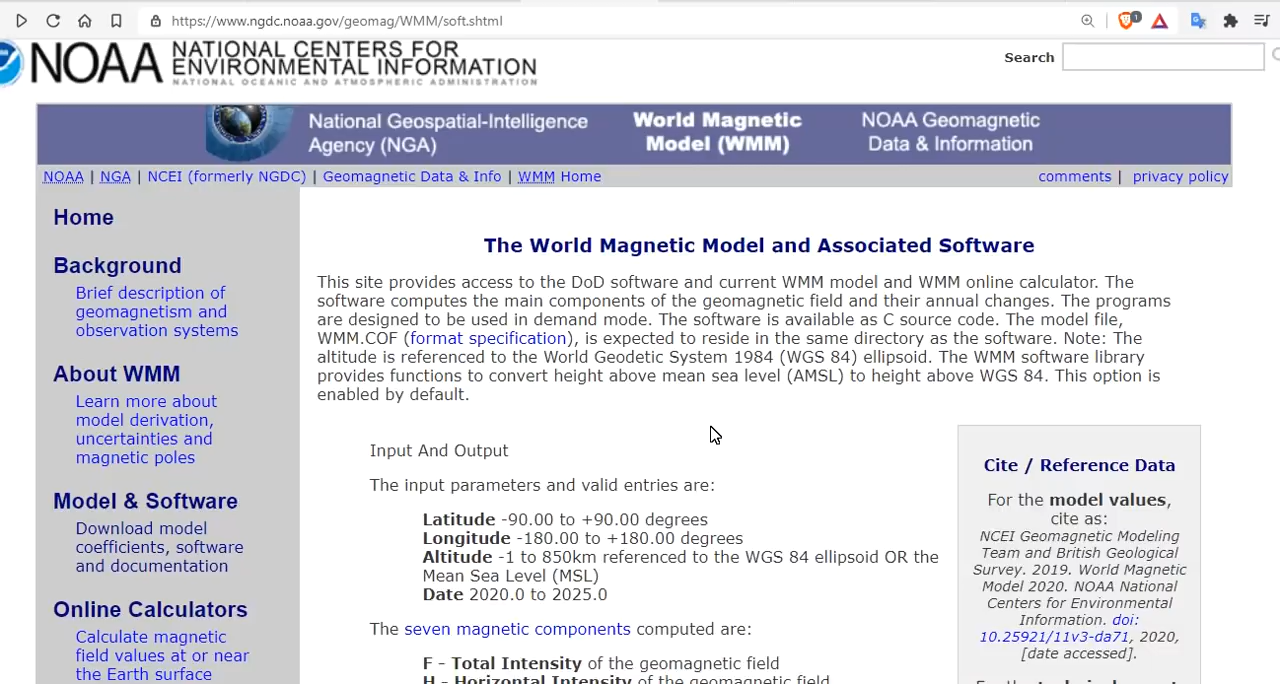 https://www.ngdc.noaa.gov/geomag/WMM/soft.shtml
1
NOAA
NATIONAL CENTERS FOR
ENVIRONMENTAL INFORMATION
NATIONAL OCEANIC AND ATMOSPHERIC ADMINISTRATION
Search
National Geospatial-Intelligence
Agency (NGA)
World Magnetic
Model (WMM)
NOAA Geomagnetic
Data & Information
NOAA | NGA | NCEI (formerly NGDC) | Geomagnetic Data & Info | WMM Home
comments | privacy policy
Home
Background
Brief description of
geomagnetism and
observation systems
About WMM
Learn more about
model derivation,
uncertainties and
magnetic poles
Model & Software
Download model
coefficients, software
and documentation
Online Calculators
Calculate magnetic
field values at or near
the Earth surface
The World Magnetic Model and Associated Software
This site provides access to the DoD software and current WMM model and WMM online calculator. The
software computes the main components of the geomagnetic field and their annual changes. The programs
are designed to be used in demand mode. The software is available as C source code. The model file,
WMM.COF (format specification), is expected to reside in the same directory as the software. Note: The
altitude is referenced to the World Geodetic System 1984 (WGS 84) ellipsoid. The WMM software library
provides functions to convert height above mean sea level (AMSL) to height above WGS 84. This option is
enabled by default.
Input And Output
The input parameters and valid entries are:
Latitude -90.00 to +90.00 degrees
Longitude -180.00 to +180.00 degrees
Altitude -1 to 850km referenced to the WGS 84 ellipsoid OR the
Mean Sea Level (MSL)
Date 2020.0 to 2025.0
The seven magnetic components computed are:
F - Total Intensity of the geomagnetic field
H - Horizontal Intensity of the geomagnetic field
Cite / Reference Data
For the model values,
cite as:
NCEI Geomagnetic Modeling
Team and British Geological
Survey. 2019. World Magnetic
Model 2020. NOAA National
Centers for Environmental
Information. doi:
10.25921/11v3-da71, 2020,
[date accessed].